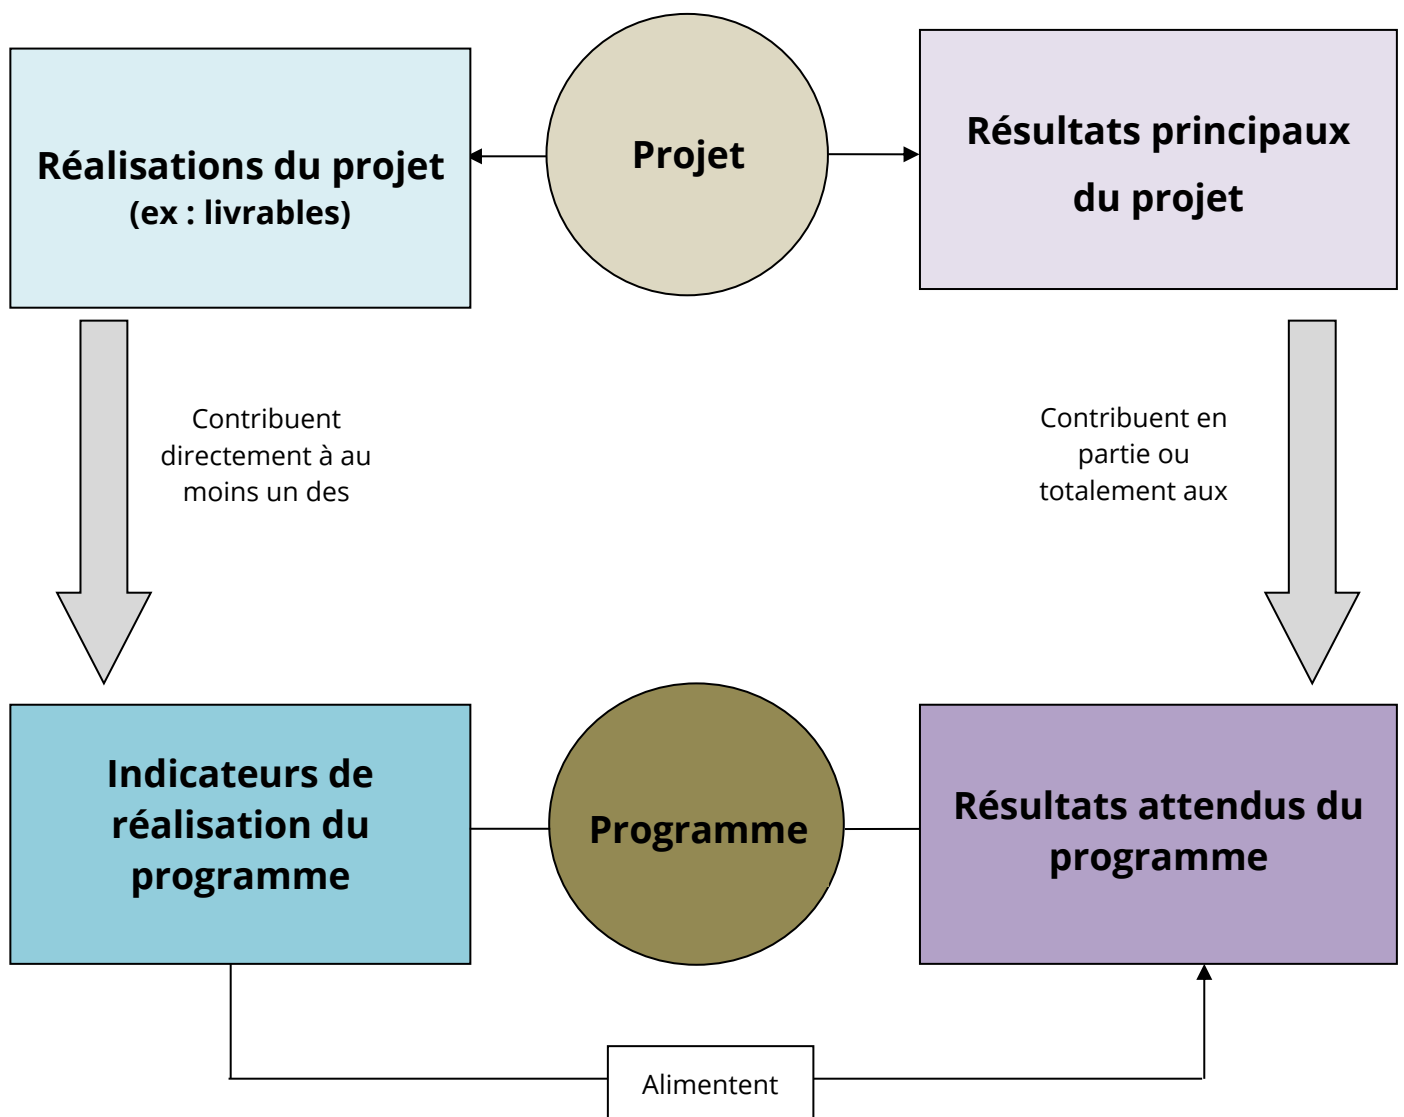 Réalisations du projet
(ex : livrables)
Projet
Résultats principaux
du projet
Contribuent
directement à au
moins un des
Contribuent en
partie ou
totalement aux
Indicateurs de
réalisation du
programme
Programme
Résultats attendus du
programme
Alimentent